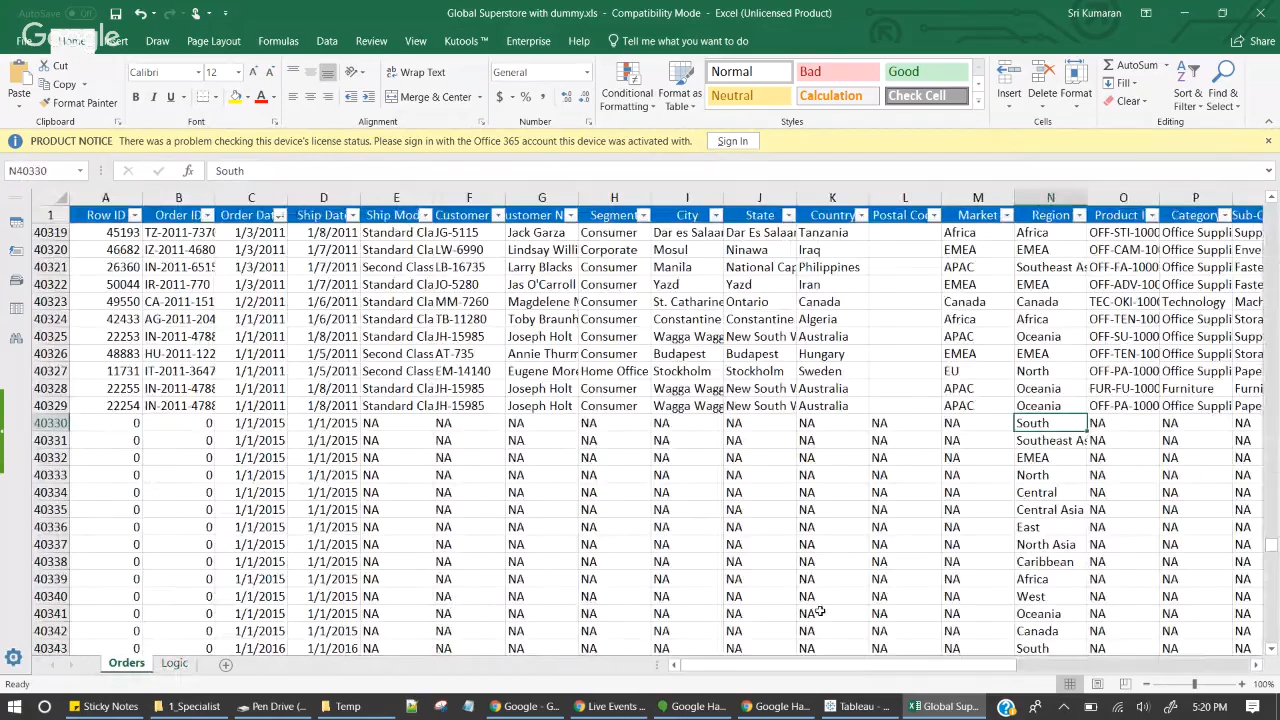 AutoSave Off
Global Superstore with dummy.xls - Compatibility Mode - Excel (Unlicensed Product)
Sri Kumaran
Google
File Home Insert Draw Page Layout Formulas Data Review View Kutools™ Enterprise Help Tell me what you want to do Share
Paste Cut Copy Format Painter Clipboard
Calibri 12 B I U Font
Wrap Text Merge & Center Alignment
General $ % , Number
Conditional Formatting Format as Table Normal Bad Good Neutral Calculation Check Cell Styles
Insert Delete Format Cells
AutoSum Fill Clear Sort & Filter Find & Select Editing
PRODUCT NOTICE There was a problem checking this device's license status. Please sign in with the Office 365 account this device was activated with. Sign In
N40330 fx South
A B C D E F G H I J K L M N O P
1 Row ID Order ID Order Dat Ship Date Ship Mod Customer ustomer N Segment City State Country Postal Cod Market Region Product I Category Sub-C
40319 45193 TZ-2011-7370 1/3/2011 1/8/2011 Standard Cla JG-5115 Jack Garza Consumer Dar es Salaam Dar Es Salaam Tanzania Africa Africa OFF-STI-1000 Office Suppli Stora
40320 46682 IZ-2011-4680 1/3/2011 1/7/2011 Standard Cla LW-6990 Lindsay Willi Corporate Mosul Ninawa Iraq EMEA EMEA OFF-CAM-10 Office Suppli Enve
40321 26360 IN-2011-6515 1/3/2011 1/7/2011 Second Class LB-16735 Larry Blacks Consumer Manila National Cap Philippines APAC Southeast As OFF-FA-1000 Office Suppli Faste
40322 50044 IR-2011-770 1/3/2011 1/7/2011 Second Class JO-5280 Jas O'Carroll Consumer Yazd Yazd Iran EMEA EMEA OFF-ADV-100 Office Suppli Faste
40323 49550 CA-2011-151 1/2/2011 1/4/2011 Second Class MM-7260 Magdelene M Consumer St. Catharine Ontario Canada Canada Canada TEC-OKI-1000 Technology Mach
40324 42433 AG-2011-204 1/1/2011 1/6/2011 Standard Cla TB-11280 Toby Braunh Consumer Constantine Constantine Algeria Africa Africa OFF-TEN-100 Office Suppli Stora
40325 22253 IN-2011-4788 1/1/2011 1/8/2011 Standard Cla JH-15985 Joseph Holt Consumer Wagga Wagg New South W Australia APAC Oceania OFF-SU-1000 Office Suppli Supp
40326 48883 HU-2011-122 1/1/2011 1/5/2011 Second Class AT-735 Annie Thurm Consumer Budapest Budapest Hungary EMEA EMEA OFF-TEN-100 Office Suppli Stora
40327 11731 IT-2011-3647 1/1/2011 1/5/2011 Second Class EM-14140 Eugene More Home Office Stockholm Stockholm Sweden EU North OFF-PA-1000 Office Suppli Pape
40328 22255 IN-2011-4788 1/1/2011 1/8/2011 Standard Cla JH-15985 Joseph Holt Consumer Wagga Wagg New South W Australia APAC Oceania FUR-FU-1000 Furniture Furni
40329 22254 IN-2011-4788 1/1/2011 1/8/2011 Standard Cla JH-15985 Joseph Holt Consumer Wagga Wagg New South W Australia APAC Oceania OFF-PA-1000 Office Suppli Pape
40330 0 0 1/1/2015 1/1/2015 NA NA NA NA NA NA NA NA NA South NA NA NA
40331 0 0 1/1/2015 1/1/2015 NA NA NA NA NA NA NA NA NA Southeast As NA NA NA
40332 0 0 1/1/2015 1/1/2015 NA NA NA NA NA NA NA NA NA EMEA NA NA NA
40333 0 0 1/1/2015 1/1/2015 NA NA NA NA NA NA NA NA NA North NA NA NA
40334 0 0 1/1/2015 1/1/2015 NA NA NA NA NA NA NA NA NA Central NA NA NA
40335 0 0 1/1/2015 1/1/2015 NA NA NA NA NA NA NA NA NA Central Asia NA NA NA
40336 0 0 1/1/2015 1/1/2015 NA NA NA NA NA NA NA NA NA East NA NA NA
40337 0 0 1/1/2015 1/1/2015 NA NA NA NA NA NA NA NA NA North Asia NA NA NA
40338 0 0 1/1/2015 1/1/2015 NA NA NA NA NA NA NA NA NA Caribbean NA NA NA
40339 0 0 1/1/2015 1/1/2015 NA NA NA NA NA NA NA NA NA Africa NA NA NA
40340 0 0 1/1/2015 1/1/2015 NA NA NA NA NA NA NA NA NA West NA NA NA
40341 0 0 1/1/2015 1/1/2015 NA NA NA NA NA NA NA NA NA Oceania NA NA NA
40342 0 0 1/1/2015 1/1/2015 NA NA NA NA NA NA NA NA NA Canada NA NA NA
40343 0 0 1/1/2016 1/1/2016 NA NA NA NA NA NA NA NA NA South NA NA NA
Orders Logic
Ready 100%
Sticky Notes 1_Specialist Pen Drive (... Temp Google - G... Live Events ... Google Ha... Google Ha... Tableau - ... Global Sup... 5:20 PM